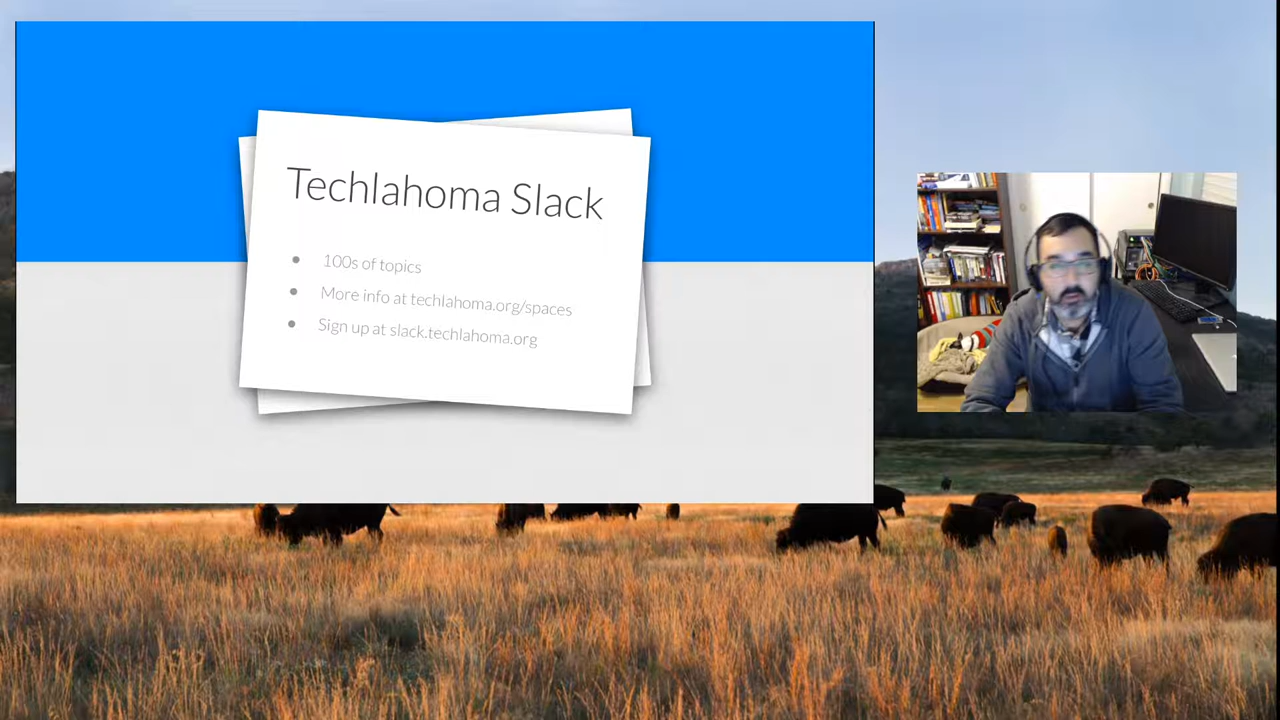 Techlahoma Slack
100s of topics
More info at techlahoma.org/spaces
Sign up at slack.techlahoma.org